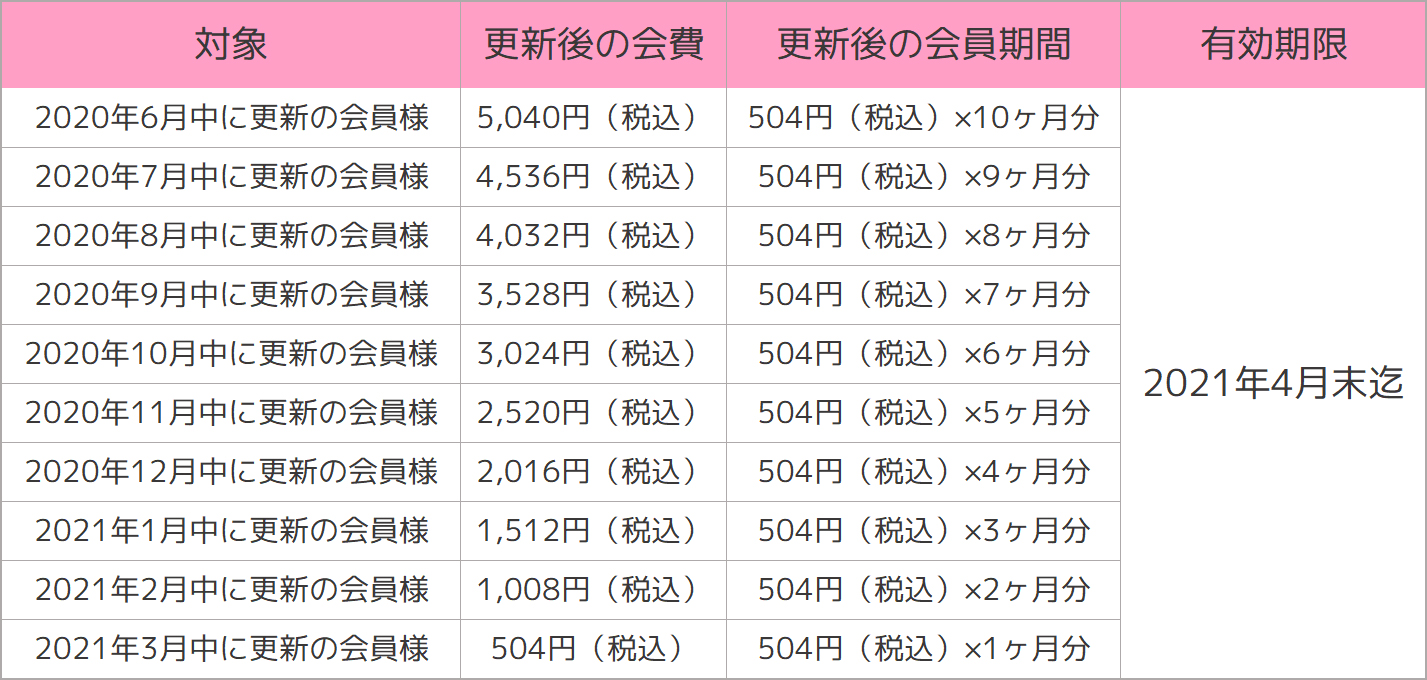 対象 更新後の会費 更新後の会員期間 有効期限
2020年6月中に更新の会員様 5,040円（税込） 504円（税込）×10ヶ月分
2020年7月中に更新の会員様 4,536円（税込） 504円（税込）×9ヶ月分
2020年8月中に更新の会員様 4,032円（税込） 504円（税込）×8ヶ月分
2020年9月中に更新の会員様 3,528円（税込） 504円（税込）×7ヶ月分
2020年10月中に更新の会員様 3,024円（税込） 504円（税込）×6ヶ月分
2020年11月中に更新の会員様 2,520円（税込） 504円（税込）×5ヶ月分
2020年12月中に更新の会員様 2,016円（税込） 504円（税込）×4ヶ月分
2021年1月中に更新の会員様 1,512円（税込） 504円（税込）×3ヶ月分
2021年2月中に更新の会員様 1,008円（税込） 504円（税込）×2ヶ月分
2021年3月中に更新の会員様 504円（税込） 504円（税込）×1ヶ月分
2021年4月末迄